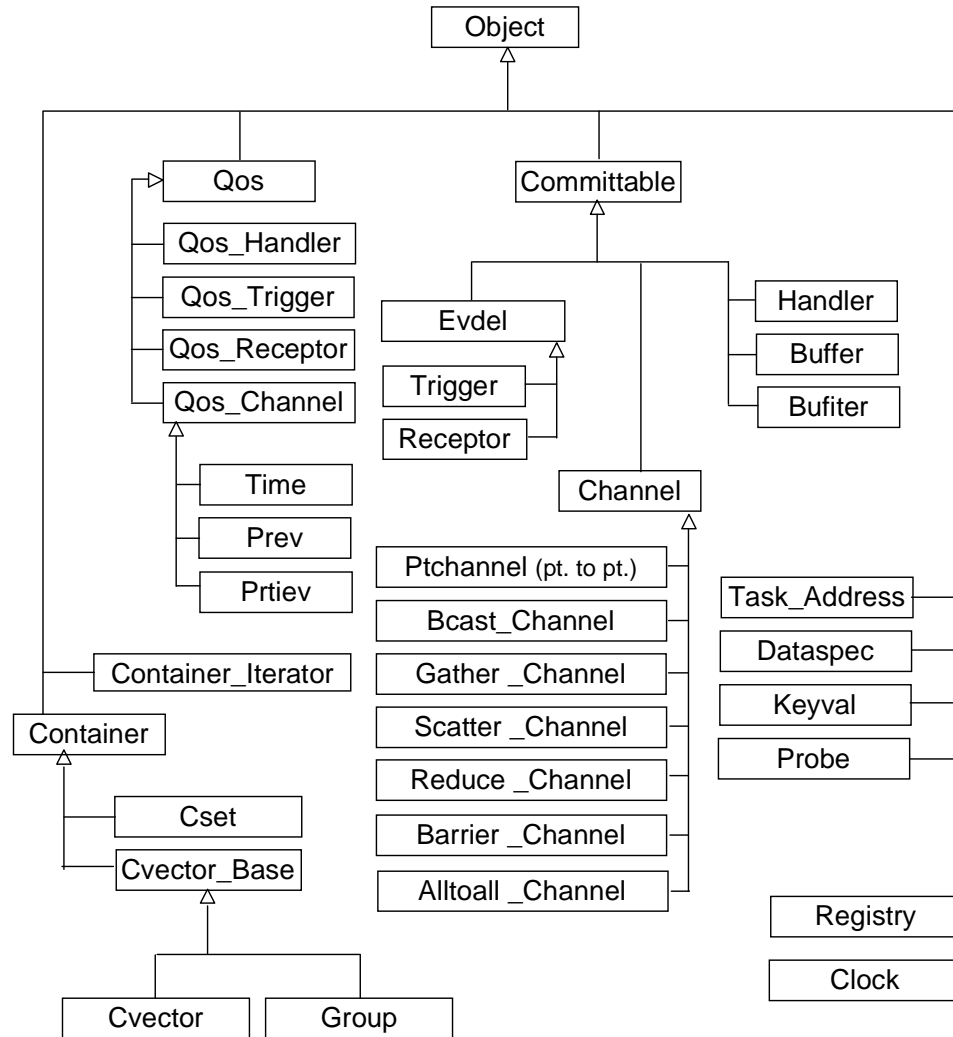 Object
Qos
Qos_Handler
Qos_Trigger
Qos_Receptor
Qos_Channel
Time
Prev
Prtiev
Container_Iterator
Container
Cset
Cvector_Base
Cvector
Group
Committable
Evdel
Trigger
Receptor
Handler
Buffer
Bufiter
Channel
Ptchannel (pt. to pt.)
Bcast_Channel
Gather _Channel
Scatter _Channel
Reduce _Channel
Barrier _Channel
Alltoall _Channel
Task_Address
Dataspec
Keyval
Probe
Registry
Clock